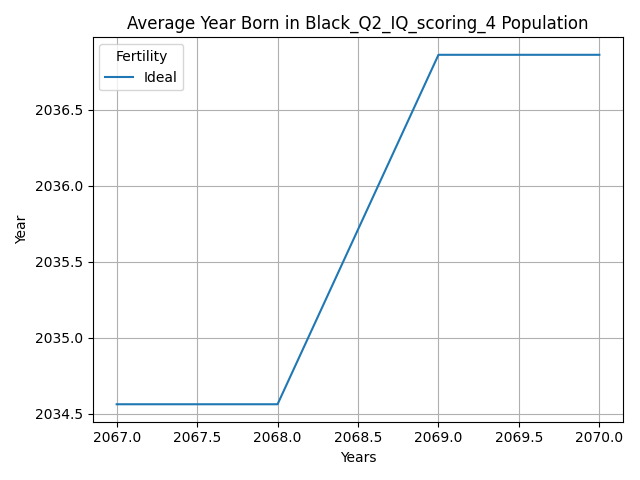 Average Year Born in Black_Q2_IQ_scoring_4 Population
Fertility
Ideal
2036.5
2036.0
2035.5
2035.0
2034.5
Year
2067.0 2067.5 2068.0 2068.5 2069.0 2069.5 2070.0
Years